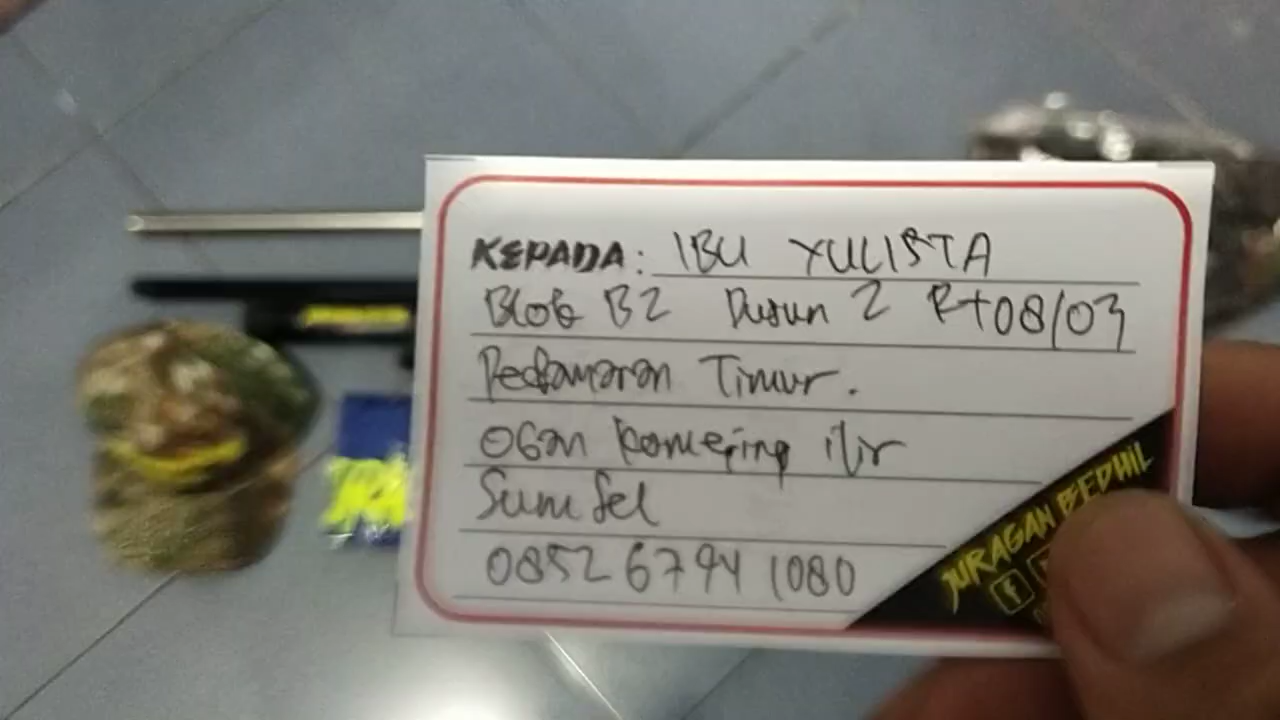 KEPADA: IBU YULISTA
Blok B2 Dusun 2 Rt08/03
Pedamaran Timur.
Ogan Komering ilir
Sumsel
0852 6794 1080
JURAGAN BEDHIL